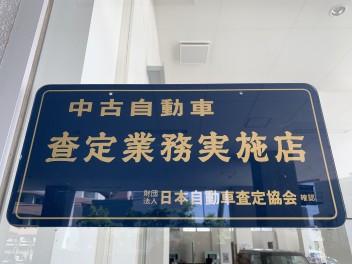 中古自動車
査定業務実施店
財団法人 日本自動車査定協会 確認